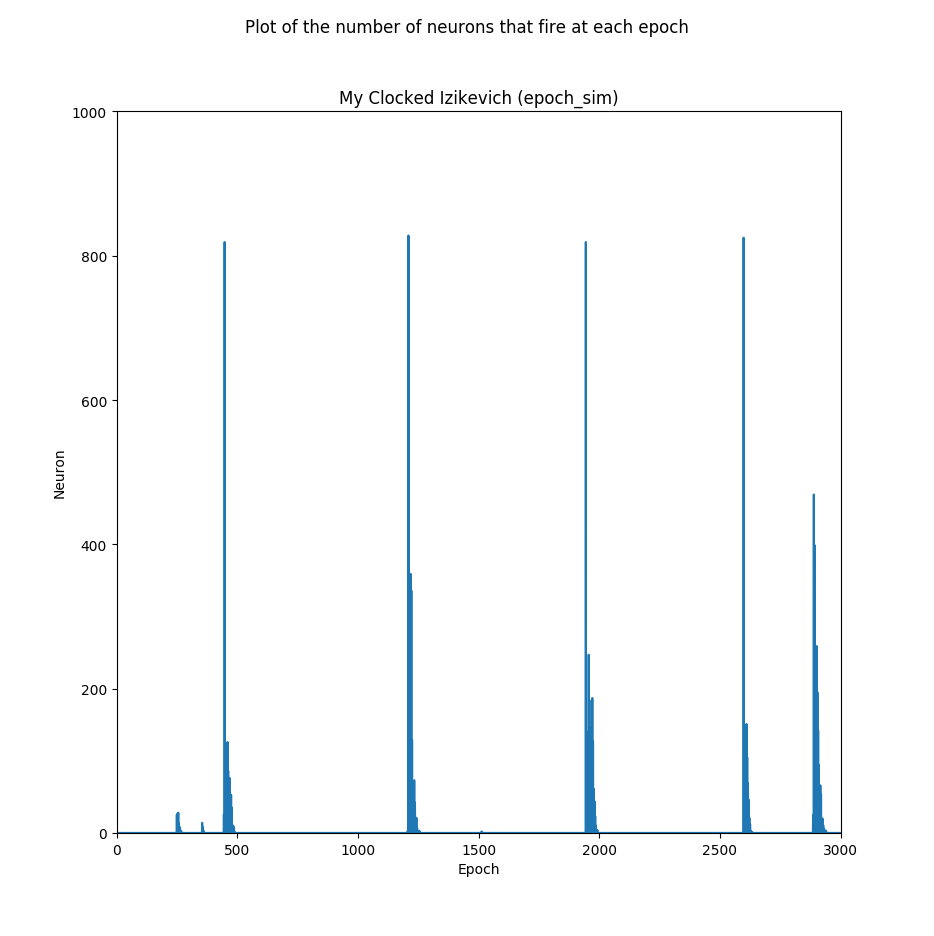 Plot of the number of neurons that fire at each epoch
My Clocked Izikevich (epoch_sim)
1000
800
600
400
200
0
Neuron
0 500 1000 1500 2000 2500 3000
Epoch